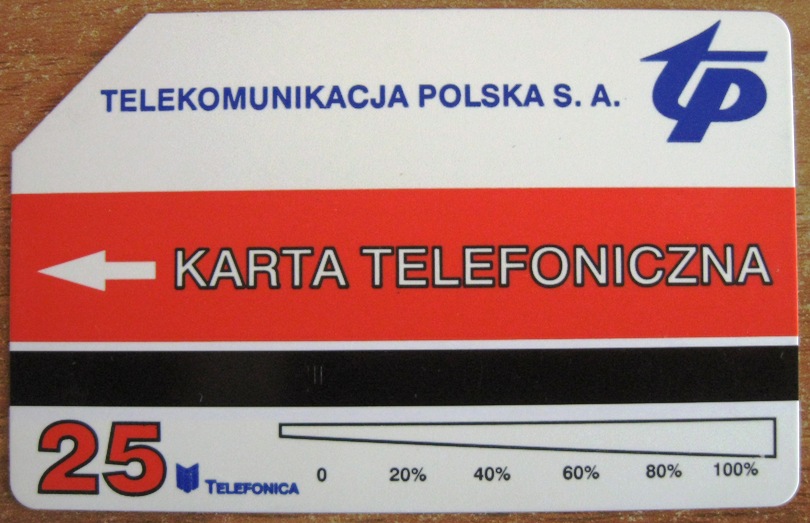 TELEKOMUNIKACJA POLSKA S. A.
tp
KARTA TELEFONICZNA
25
TELEFONICA
0 20% 40% 60% 80% 100%